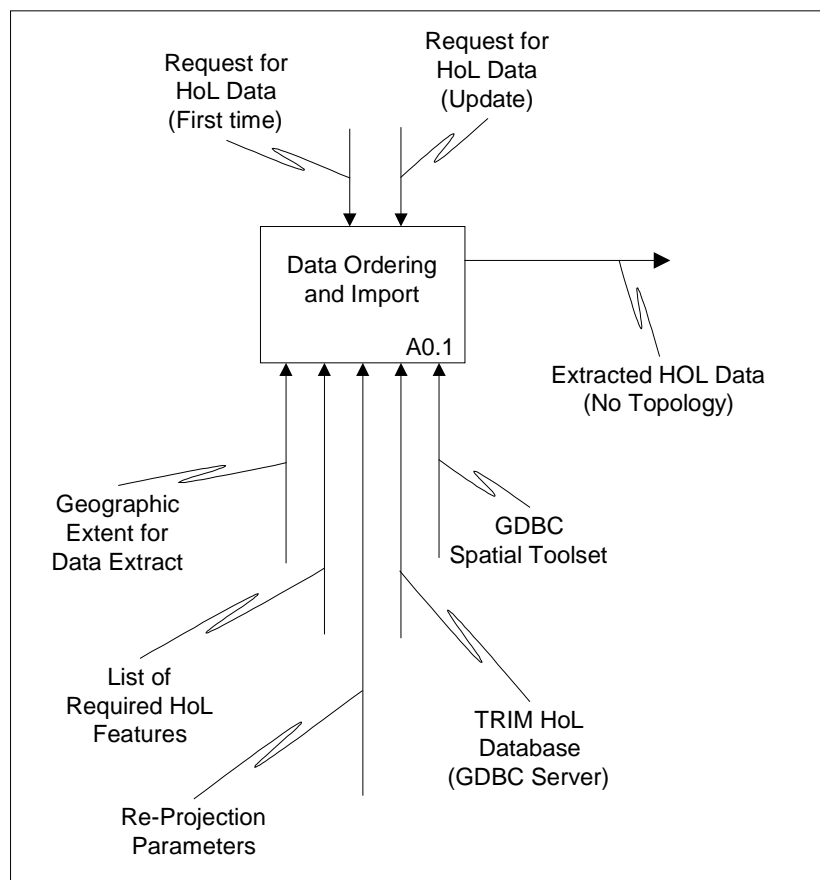 Request for
HoL Data
(First time)
Request for
HoL Data
(Update)
Data Ordering
and Import
A0.1
Extracted HOL Data
(No Topology)
Geographic
Extent for
Data Extract
GDBC
Spatial Toolset
List of
Required HoL
Features
TRIM HoL
Database
(GDBC Server)
Re-Projection
Parameters